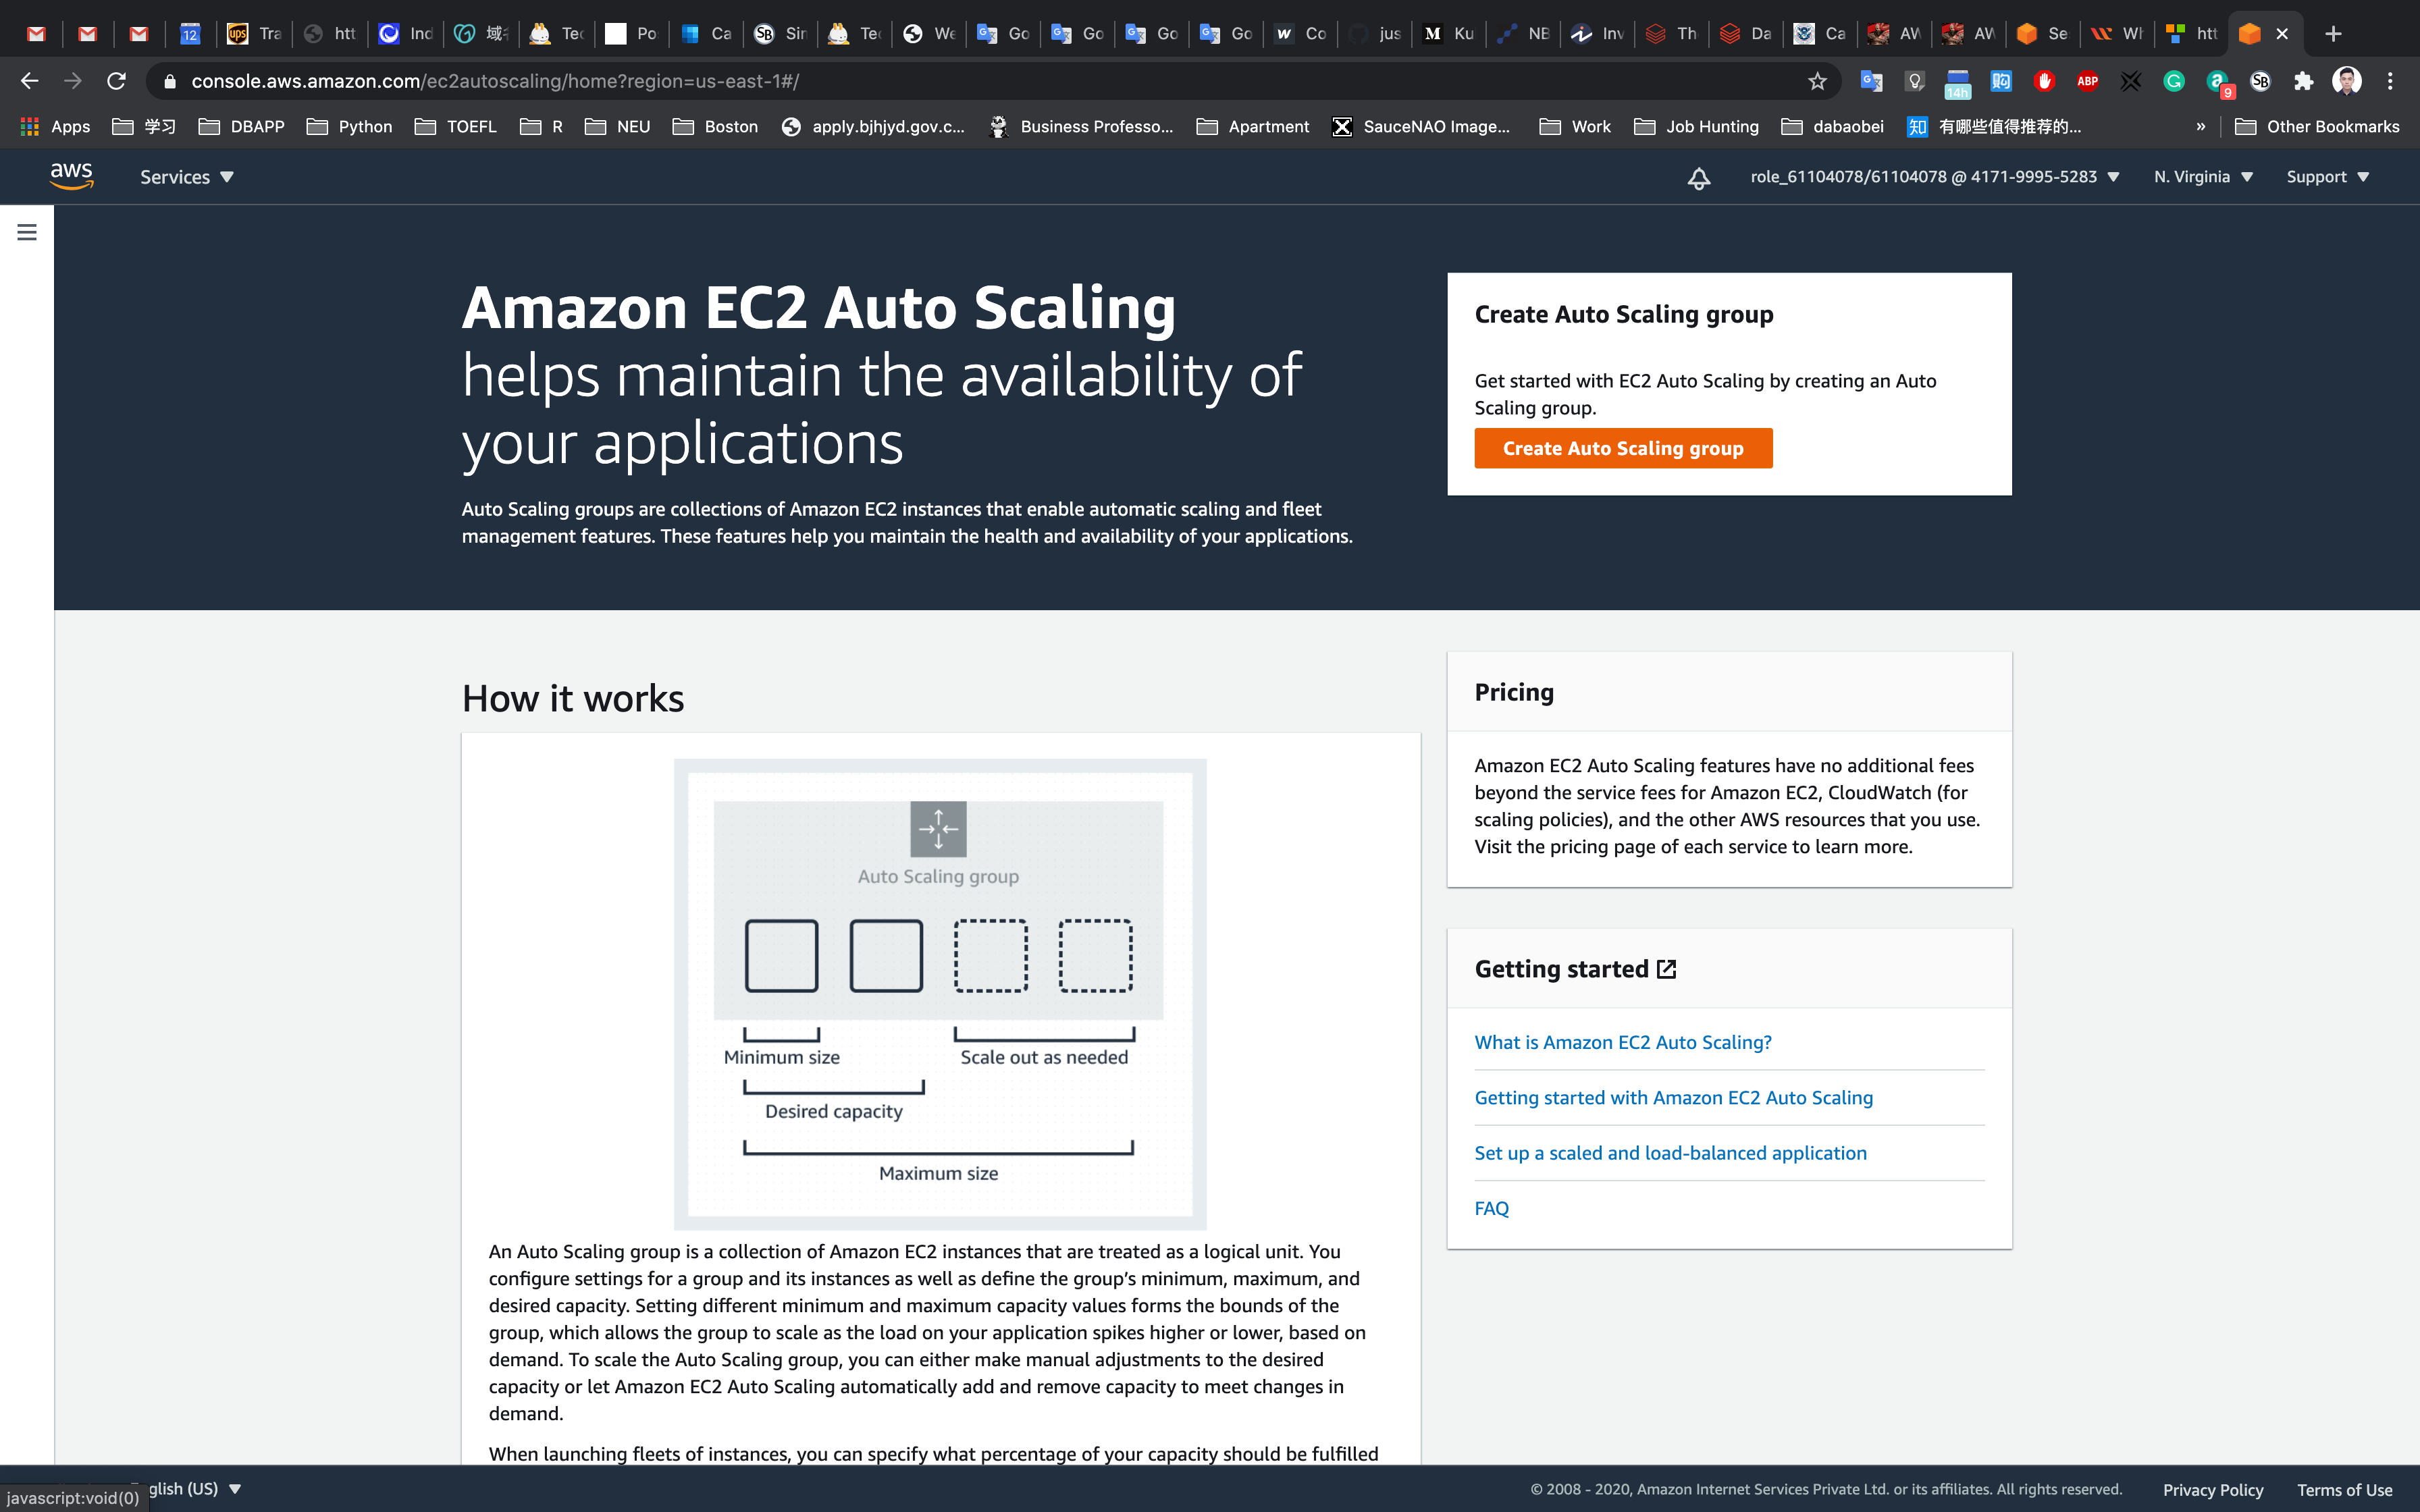 12
ups
Tra
htt
Ind
Tec
Po
Ca
SB
Sin
Tec
We
Go
Go
Go
Go
w
Co
jus
M
Ku
NB
Inv
Th
Da
Ca
AW
AW
Se
Wh
htt
console.aws.amazon.com/ec2autoscaling/home?region=us-east-1#/
14h
购
ABP
G
a
9
SB
Apps
学习
DBAPP
Python
TOEFL
R
NEU
Boston
apply.bjhjyd.gov.c...
Business Professo...
Apartment
SauceNAO Image...
Work
Job Hunting
dabaobei
知
有哪些值得推荐的...
»
Other Bookmarks
aws
Services
role_61104078/61104078 @ 4171-9995-5283
N. Virginia
Support
Amazon EC2 Auto Scaling
helps maintain the availability of
your applications
Auto Scaling groups are collections of Amazon EC2 instances that enable automatic scaling and fleet
management features. These features help you maintain the health and availability of your applications.
Create Auto Scaling group
Get started with EC2 Auto Scaling by creating an Auto
Scaling group.
Create Auto Scaling group
How it works
Auto Scaling group
Minimum size
Scale out as needed
Desired capacity
Maximum size
An Auto Scaling group is a collection of Amazon EC2 instances that are treated as a logical unit. You
configure settings for a group and its instances as well as define the group's minimum, maximum, and
desired capacity. Setting different minimum and maximum capacity values forms the bounds of the
group, which allows the group to scale as the load on your application spikes higher or lower, based on
demand. To scale the Auto Scaling group, you can either make manual adjustments to the desired
capacity or let Amazon EC2 Auto Scaling automatically add and remove capacity to meet changes in
demand.
When launching fleets of instances, you can specify what percentage of your capacity should be fulfilled
Pricing
Amazon EC2 Auto Scaling features have no additional fees
beyond the service fees for Amazon EC2, CloudWatch (for
scaling policies), and the other AWS resources that you use.
Visit the pricing page of each service to learn more.
Getting started
What is Amazon EC2 Auto Scaling?
Getting started with Amazon EC2 Auto Scaling
Set up a scaled and load-balanced application
FAQ
javascript:void(0)
glish (US)
© 2008 - 2020, Amazon Internet Services Private Ltd. or its affiliates. All rights reserved.
Privacy Policy
Terms of Use